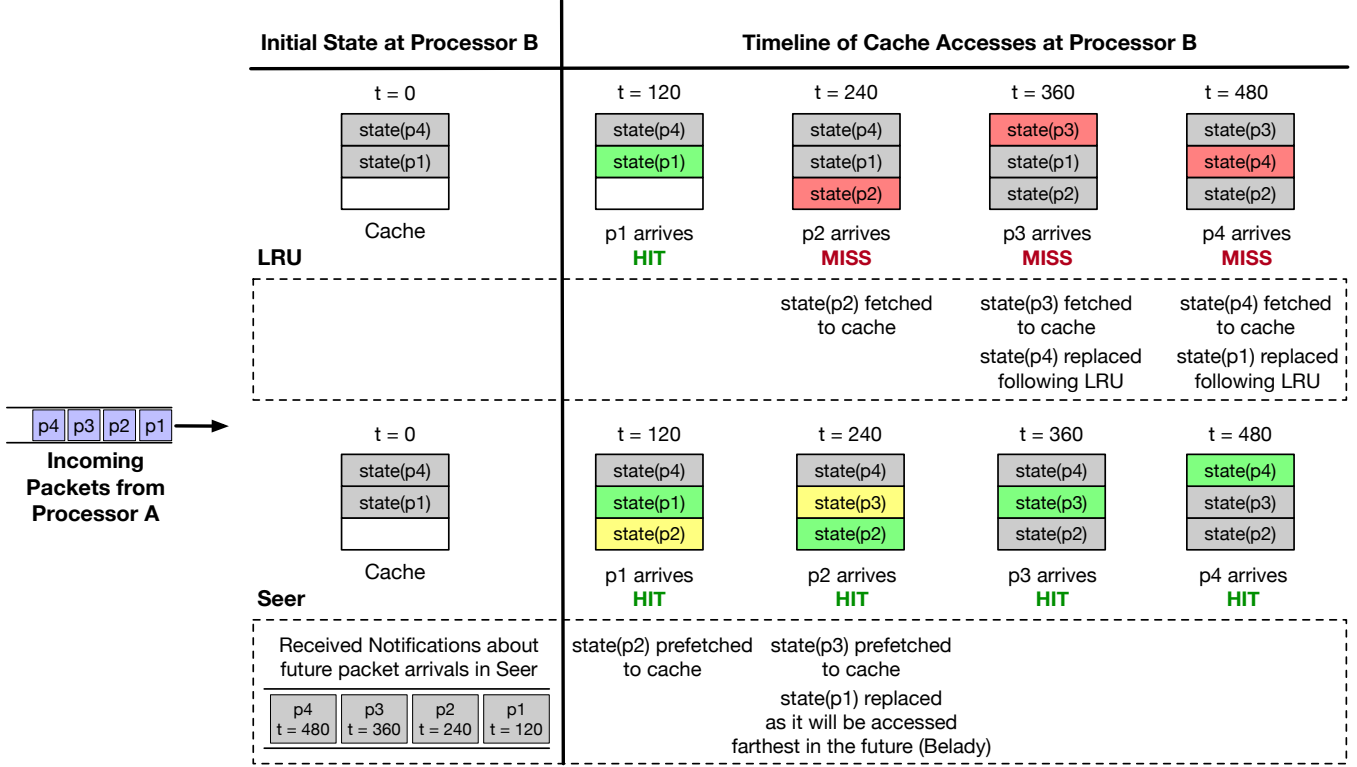 Initial State at Processor B
Timeline of Cache Accesses at Processor B
t = 0
t = 120
t = 240
t = 360
t = 480
state(p4)
state(p1)
state(p4)
state(p1)
state(p4)
state(p1)
state(p2)
state(p3)
state(p1)
state(p2)
state(p3)
state(p4)
state(p2)
Cache
p1 arrives
HIT
p2 arrives
MISS
p3 arrives
MISS
p4 arrives
MISS
LRU
state(p2) fetched
to cache
state(p3) fetched
to cache
state(p4) replaced
following LRU
state(p4) fetched
to cache
state(p1) replaced
following LRU
p4
p3
p2
p1
Incoming
Packets from
Processor A
t = 0
t = 120
t = 240
t = 360
t = 480
state(p4)
state(p1)
state(p4)
state(p1)
state(p2)
state(p4)
state(p3)
state(p2)
state(p4)
state(p3)
state(p2)
state(p4)
state(p3)
state(p2)
Cache
p1 arrives
HIT
p2 arrives
HIT
p3 arrives
HIT
p4 arrives
HIT
Seer
Received Notifications about
future packet arrivals in Seer
p4
t = 480
p3
t = 360
p2
t = 240
p1
t = 120
state(p2) prefetched
to cache
state(p3) prefetched
to cache
state(p1) replaced
as it will be accessed
farthest in the future (Belady)